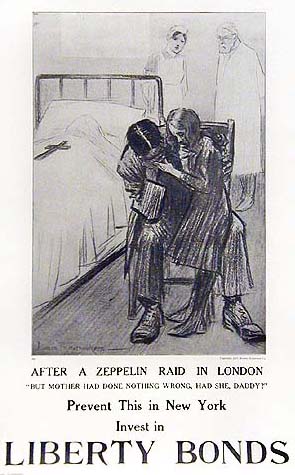 AFTER A ZEPPELIN RAID IN LONDON
"BUT MOTHER HAD DONE NOTHING WRONG, HAD SHE, DADDY?"
Prevent This in New York
Invest in
LIBERTY BONDS